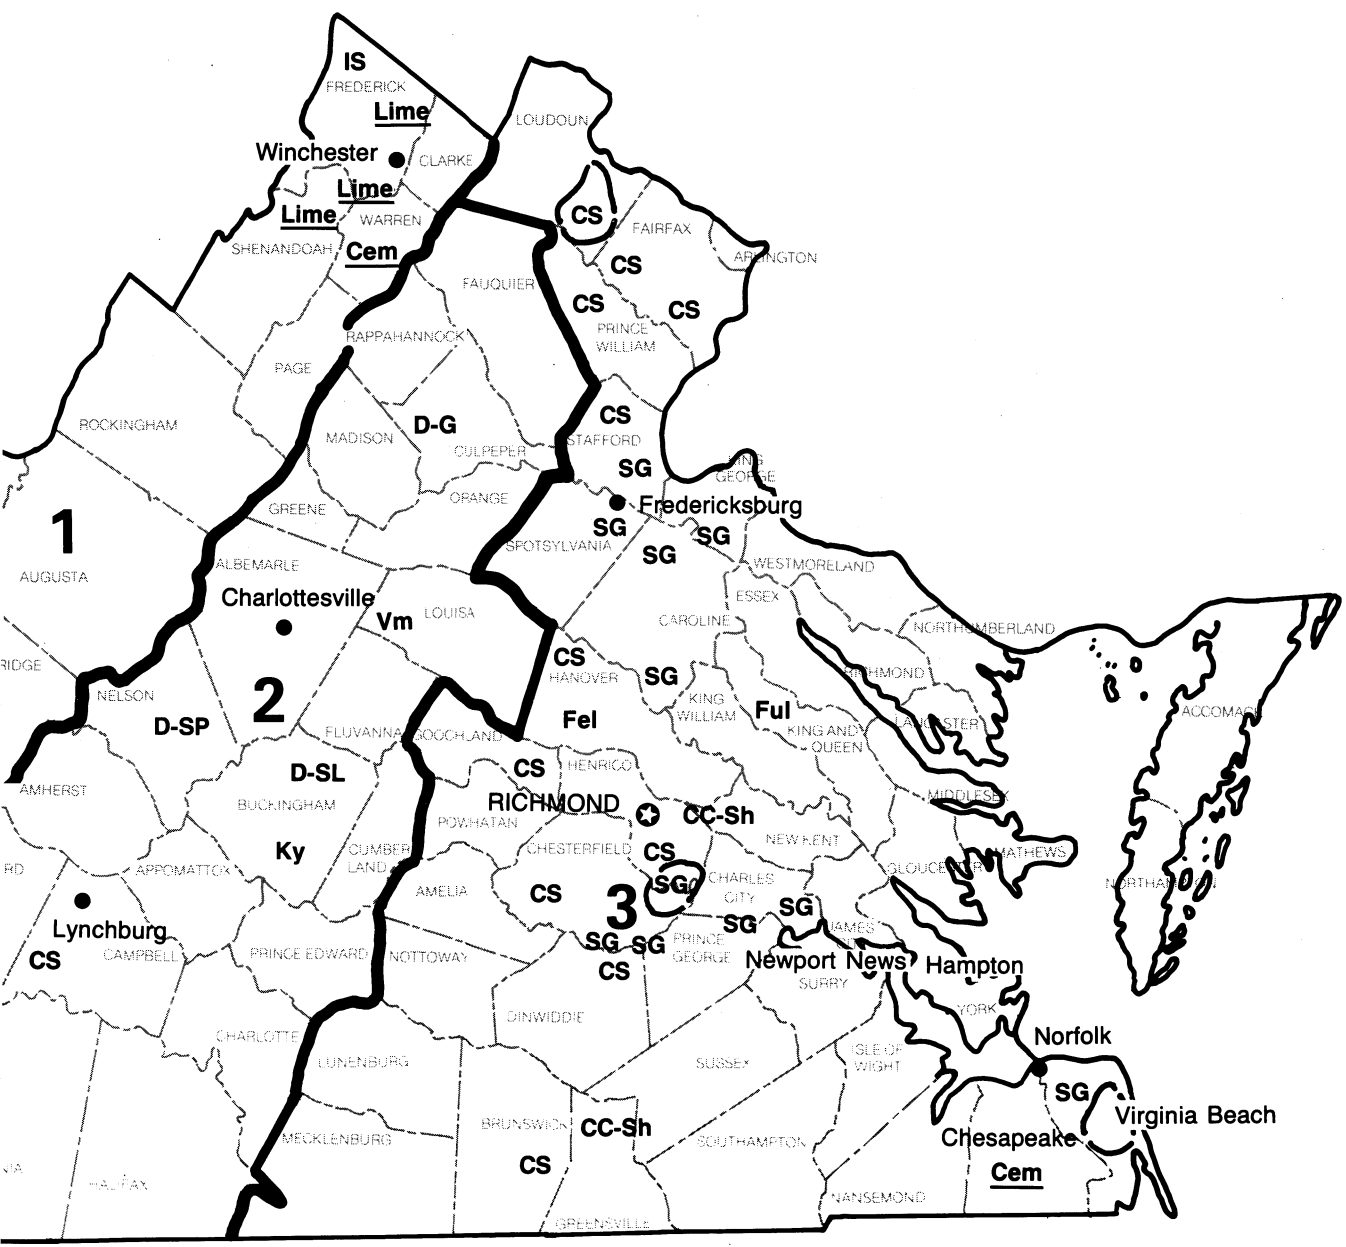 IS
FREDERICK
Lime
LOUDOUN
Winchester
CLARKE
Lime
Lime
WARREN
CS
SHENANDOAH
Cem
FAIRFAX
ARLINGTON
CS
FAUQUIER
CS
CS
RAPPAHANNOCK
PRINCE
WILLIAM
PAGE
ROCKINGHAM
MADISON
D-G
CS
STAFFORD
CULPEPER
SG
KING
GEORGE
ORANGE
GREENE
Fredericksburg
SG
SG
1
SPOTSYLVANIA
SG
AUGUSTA
ALBEMARLE
WESTMORELAND
ESSEX
Charlottesville
LOUISA
Vm
CAROLINE
NORTHUMBERLAND
RIDGE
CS
HANOVER
SG
RICHMOND
NELSON
2
KING
WILLIAM
Ful
ACCOMACK
D-SP
Fel
LANCASTER
FLUVANNA
GOOCHLAND
KING AND
QUEEN
D-SL
CS
HENRICO
AMHERST
BUCKINGHAM
RICHMOND
MIDDLESEX
POWHATAN
CC-Sh
Ky
CUMBER
LAND
CHESTERFIELD
CS
NEW KENT
MATHEWS
RD
APPOMATTOX
GLOUCESTER
AMELIA
CS
SG
CHARLES
CITY
NORTHAMPTON
3
SG
Lynchburg
SG
JAMES
CS
CAMPBELL
PRINCE EDWARD
NOTTOWAY
SG
SG
PRINCE
GEORGE
CS
Newport News
Hampton
SURRY
YORK
DINWIDDIE
CHARLOTTE
Norfolk
LUNENBURG
SUSSEX
ISLE OF
WIGHT
SG
Virginia Beach
MECKLENBURG
BRUNSWICK
CC-Sh
SOUTHAMPTON
Chesapeake
CS
Cem
NIA
HALIFAX
NANSEMOND
GREENSVILLE